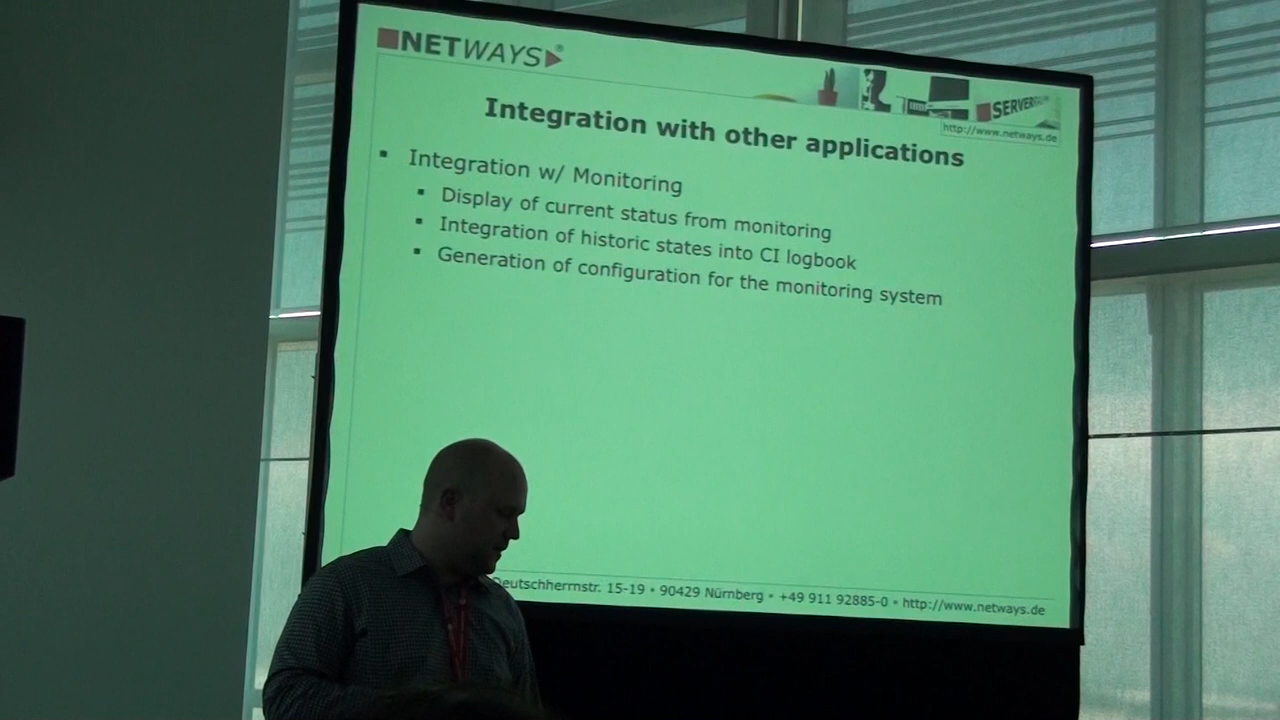 NETWAYS®
SERVER
http://www.netways.de
Integration with other applications
Integration w/ Monitoring
Display of current status from monitoring
Integration of historic states into CI logbook
Generation of configuration for the monitoring system
Deutschherrnstr. 15-19 • 90429 Nürnberg • +49 911 92885-0 • http://www.netways.de